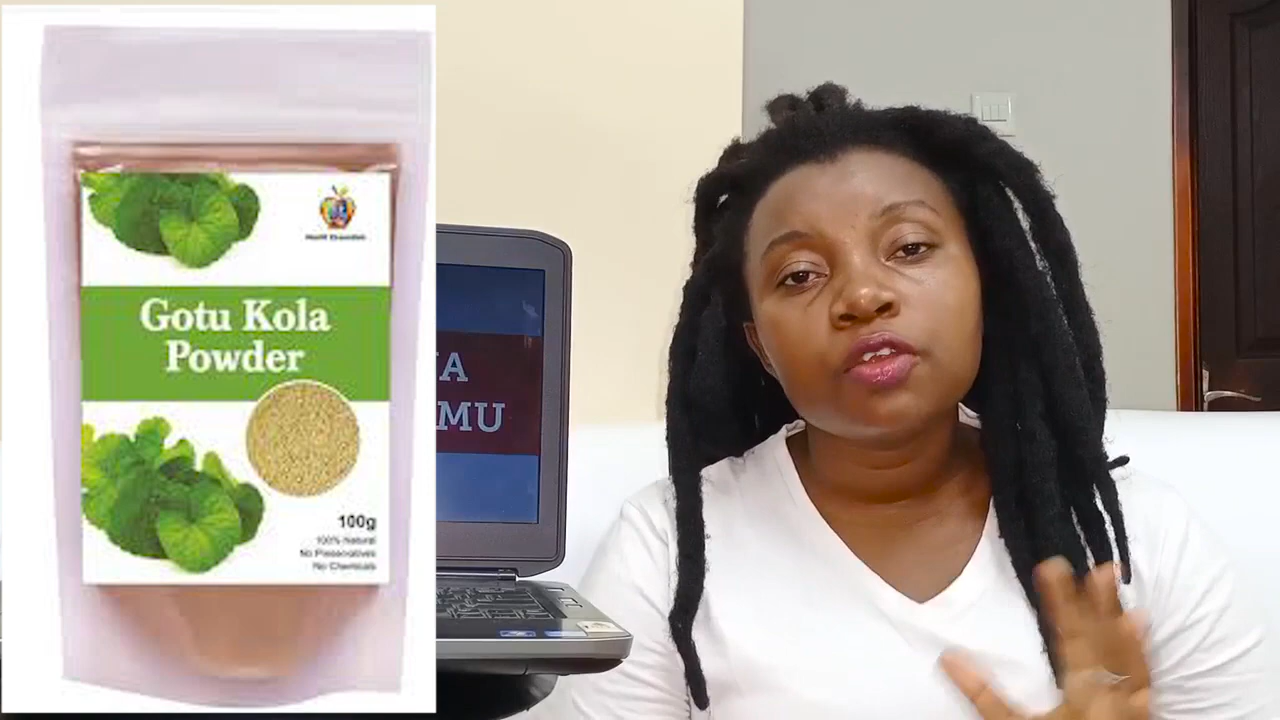 Gotu Kola
Powder
100g
100% Natural
No Preservatives
No Chemicals
A
MU